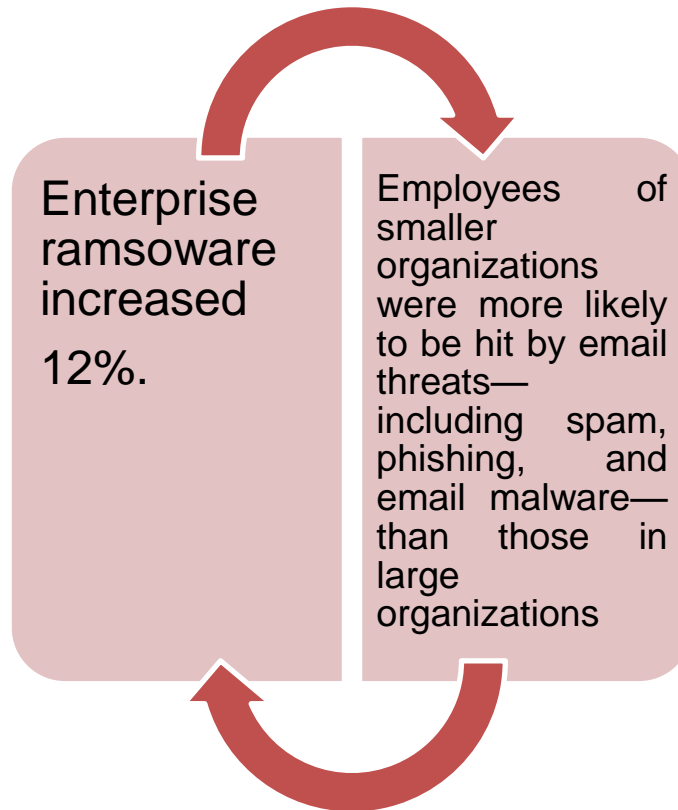 Enterprise
ramsoware
increased
12%.
Employees of
smaller
organizations
were more likely
to be hit by email
threats—
including spam,
phishing, and
email malware—
than those in
large
organizations